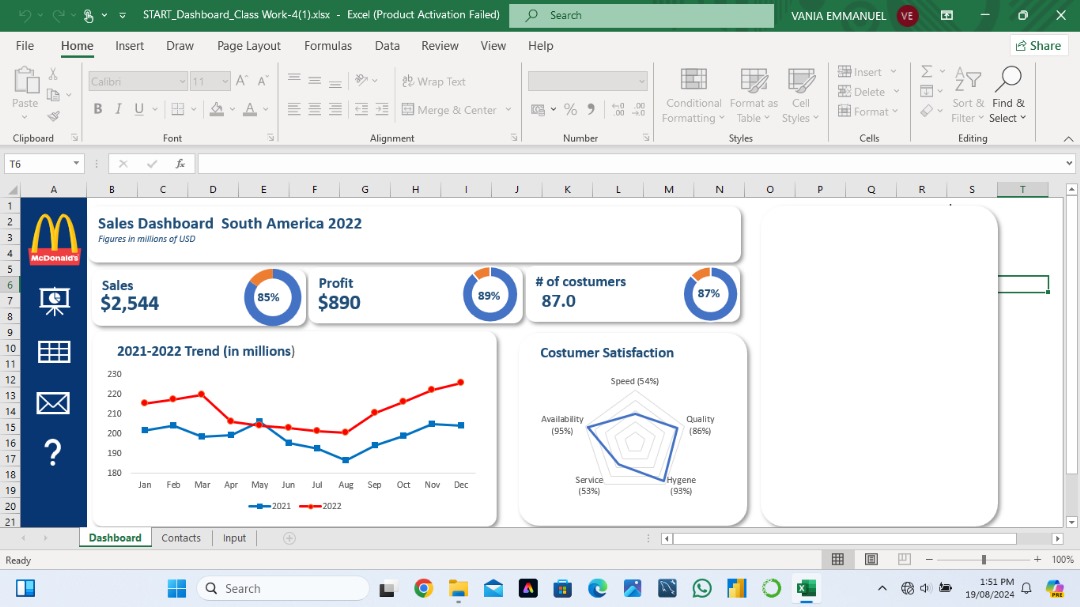 START_Dashboard_Class Work-4(1).xlsx - Excel (Product Activation Failed)
Search
VANIA EMMANUEL
VE
File Home Insert Draw Page Layout Formulas Data Review View Help
Share
Paste
Calibri 11
A A
B I U
A
ab Wrap Text
Merge & Center
% 9
Conditional Formatting
Format as Table
Cell Styles
Insert
Delete
Format
Sort & Filter
Find & Select
Clipboard Font Alignment Number Styles Cells Editing
T6
fx
A B C D E F G H I J K L M N O P Q R S T
1
2
3
4
5
6
7
8
9
10
11
12
13
14
15
16
17
18
19
20
21
McDonald's
?
Sales Dashboard South America 2022
Figures in millions of USD
Sales
$2,544
85%
Profit
$890
89%
# of costumers
87.0
87%
2021-2022 Trend (in millions)
230
220
210
200
190
180
Jan Feb Mar Apr May Jun Jul Aug Sep Oct Nov Dec
2021 2022
Costumer Satisfaction
Speed (54%)
Availability
(95%)
Quality
(86%)
Service
(53%)
Hygene
(93%)
Dashboard Contacts Input
Ready
100%
Search
1:51 PM
19/08/2024
PRE